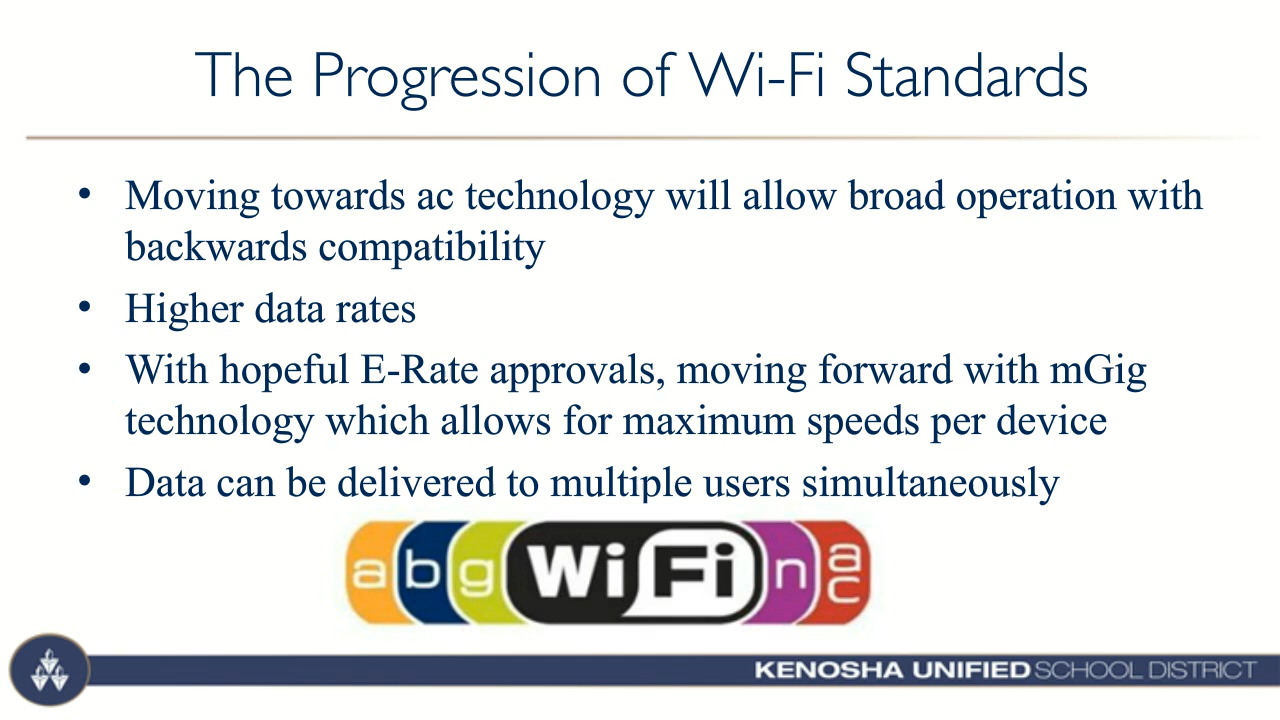 The Progression of Wi-Fi Standards
• Moving towards ac technology will allow broad operation with
backwards compatibility
• Higher data rates
• With hopeful E-Rate approvals, moving forward with mGig
technology which allows for maximum speeds per device
• Data can be delivered to multiple users simultaneously
a b g WiFi n ac
KENOSHA UNIFIED SCHOOL DISTRICT